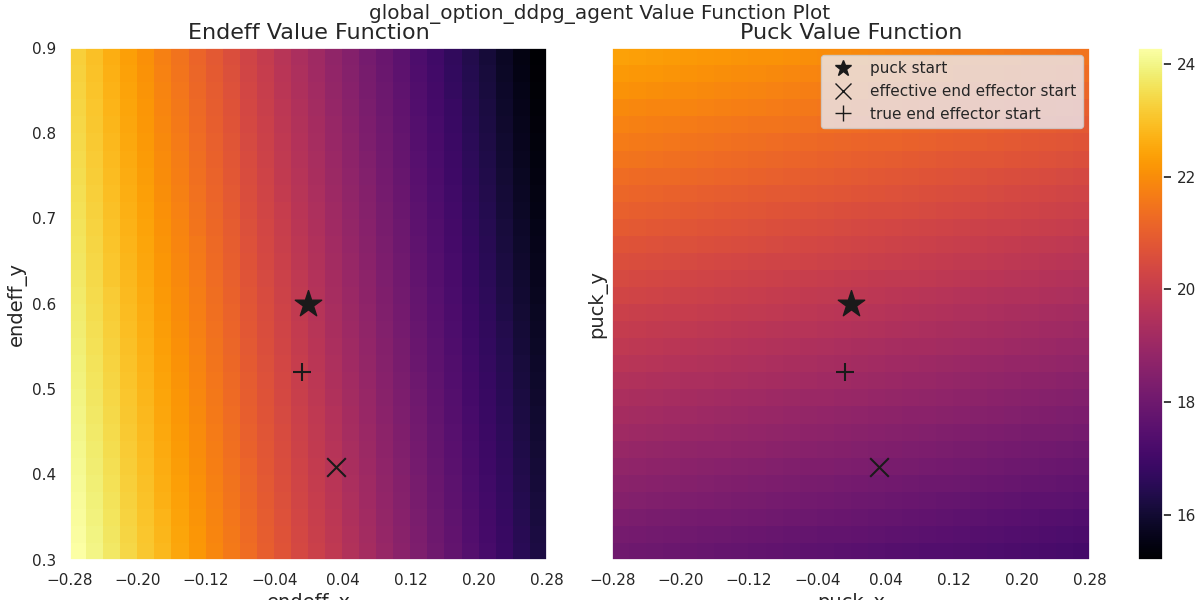 global_option_ddpg_agent Value Function Plot
Endeff Value Function
Puck Value Function
0.9
0.8
0.7
0.6
0.5
0.4
0.3
endeff_y
−0.28 −0.20 −0.12 −0.04 0.04 0.12 0.20 0.28
endeff_x
puck start
effective end effector start
true end effector start
puck_y
−0.28 −0.20 −0.12 −0.04 0.04 0.12 0.20 0.28
puck_x
24
22
20
18
16